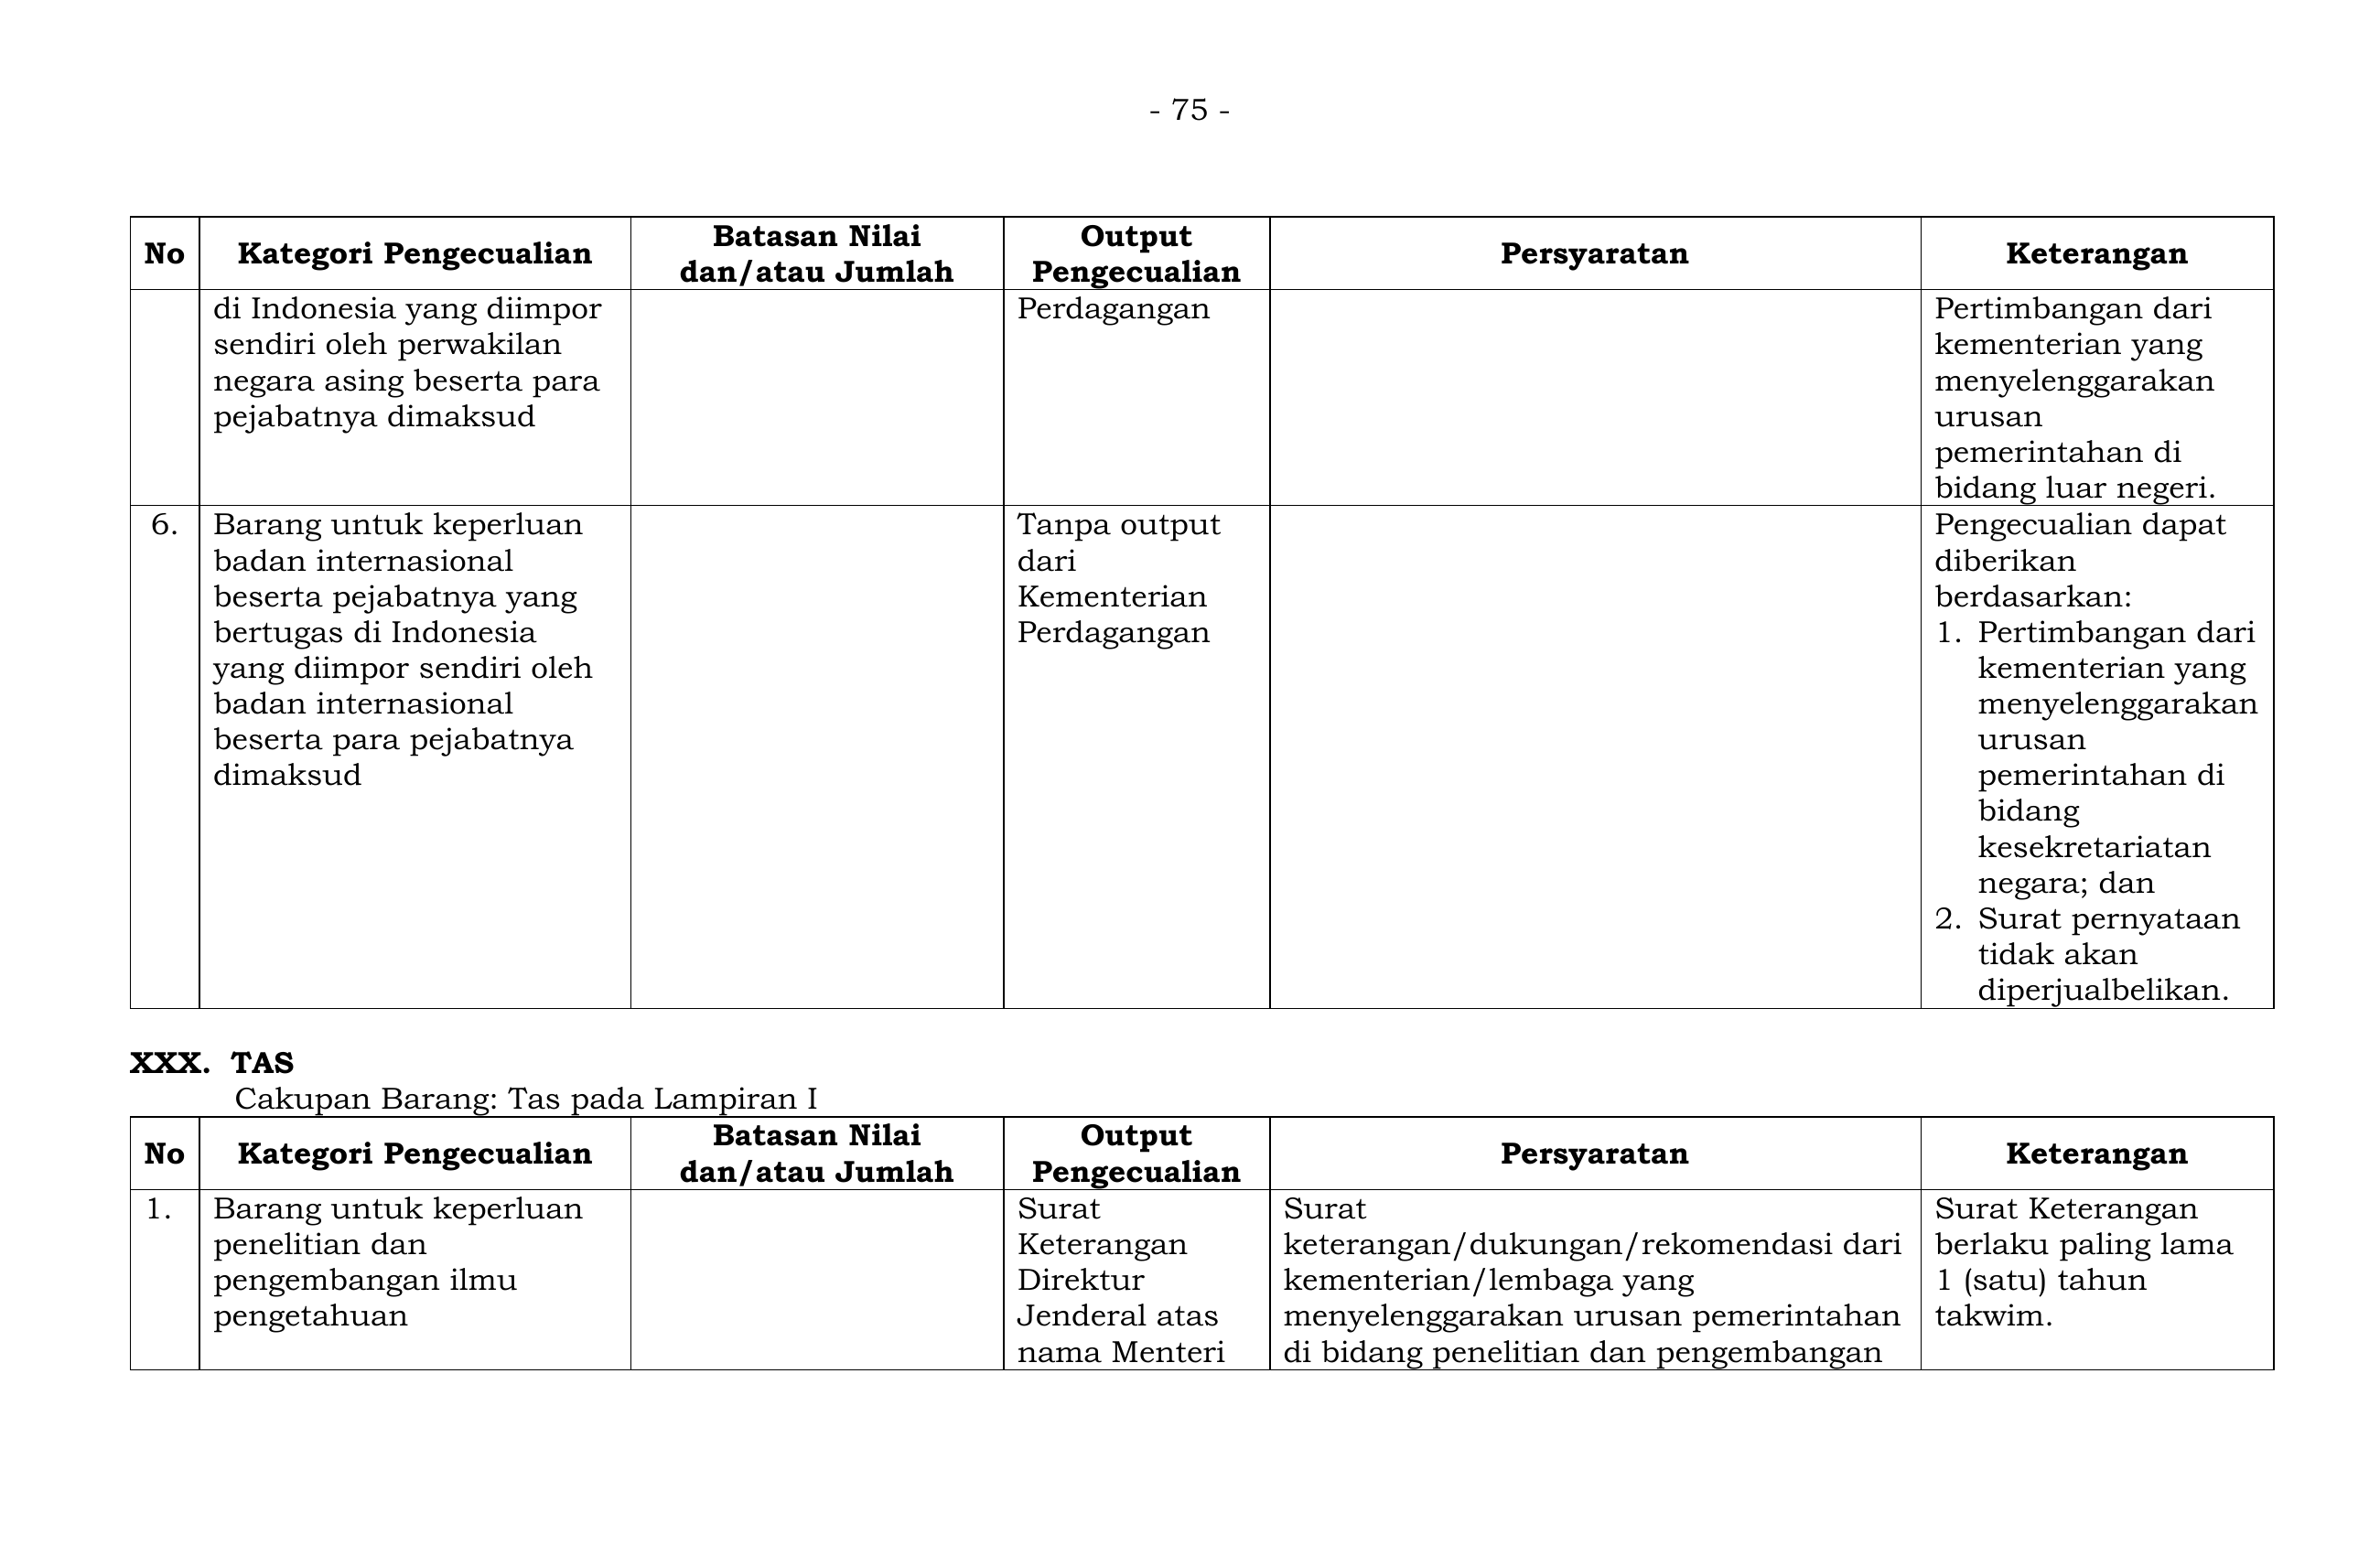 - 75 -
No
Kategori Pengecualian
Batasan Nilai
dan/atau Jumlah
Output
Pengecualian
Persyaratan
Keterangan
di Indonesia yang diimpor
sendiri oleh perwakilan
negara asing beserta para
pejabatnya dimaksud
Perdagangan
Pertimbangan dari
kementerian yang
menyelenggarakan
urusan
pemerintahan di
bidang luar negeri.
6.
Barang untuk keperluan
badan internasional
beserta pejabatnya yang
bertugas di Indonesia
yang diimpor sendiri oleh
badan internasional
beserta para pejabatnya
dimaksud
Tanpa output
dari
Kementerian
Perdagangan
Pengecualian dapat
diberikan
berdasarkan:
1. Pertimbangan dari
kementerian yang
menyelenggarakan
urusan
pemerintahan di
bidang
kesekretariatan
negara; dan
2. Surat pernyataan
tidak akan
diperjualbelikan.
XXX. TAS
Cakupan Barang: Tas pada Lampiran I
No
Kategori Pengecualian
Batasan Nilai
dan/atau Jumlah
Output
Pengecualian
Persyaratan
Keterangan
1.
Barang untuk keperluan
penelitian dan
pengembangan ilmu
pengetahuan
Surat
Keterangan
Direktur
Jenderal atas
nama Menteri
Surat
keterangan/dukungan/rekomendasi dari
kementerian/lembaga yang
menyelenggarakan urusan pemerintahan
di bidang penelitian dan pengembangan
Surat Keterangan
berlaku paling lama
1 (satu) tahun
takwim.